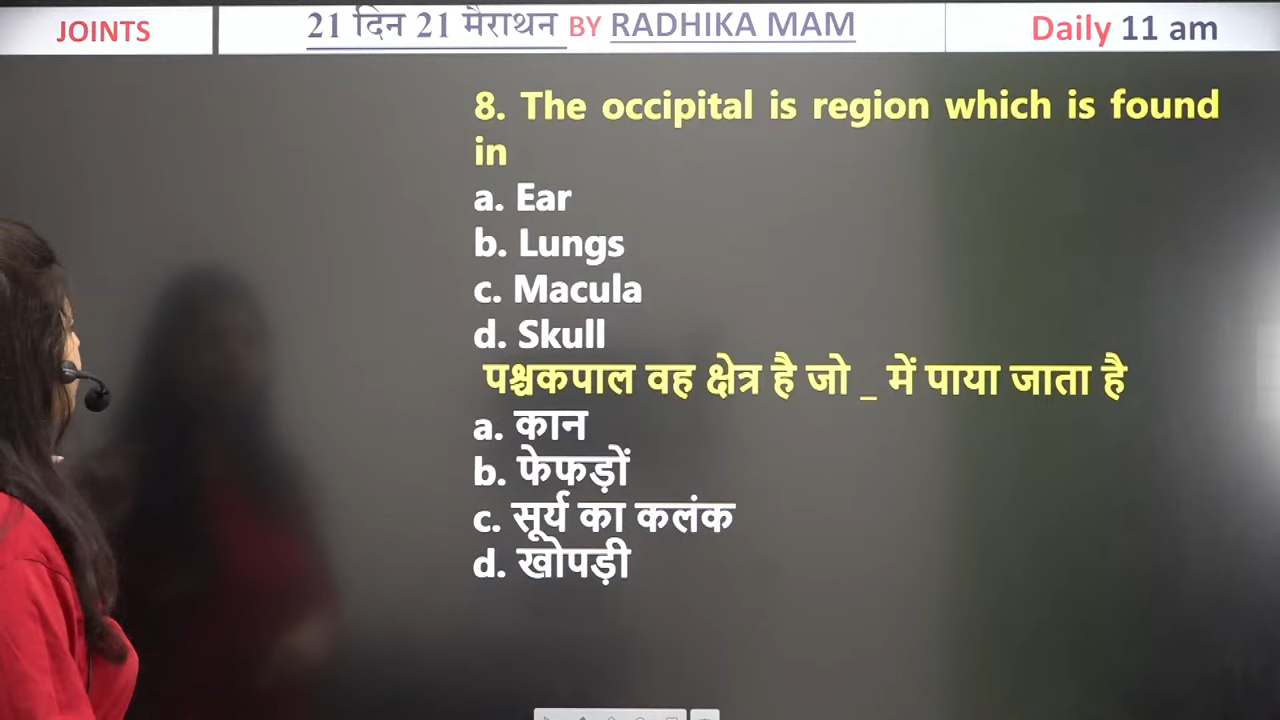 JOINTS
21 दिन 21 मैराथन BY RADHIKA MAM
Daily 11 am
8. The occipital is region which is found
in
a. Ear
b. Lungs
c. Macula
d. Skull
पश्चकपाल वह क्षेत्र है जो _ में पाया जाता है
a. कान
b. फेफड़ों
c. सूर्य का कलंक
d. खोपड़ी